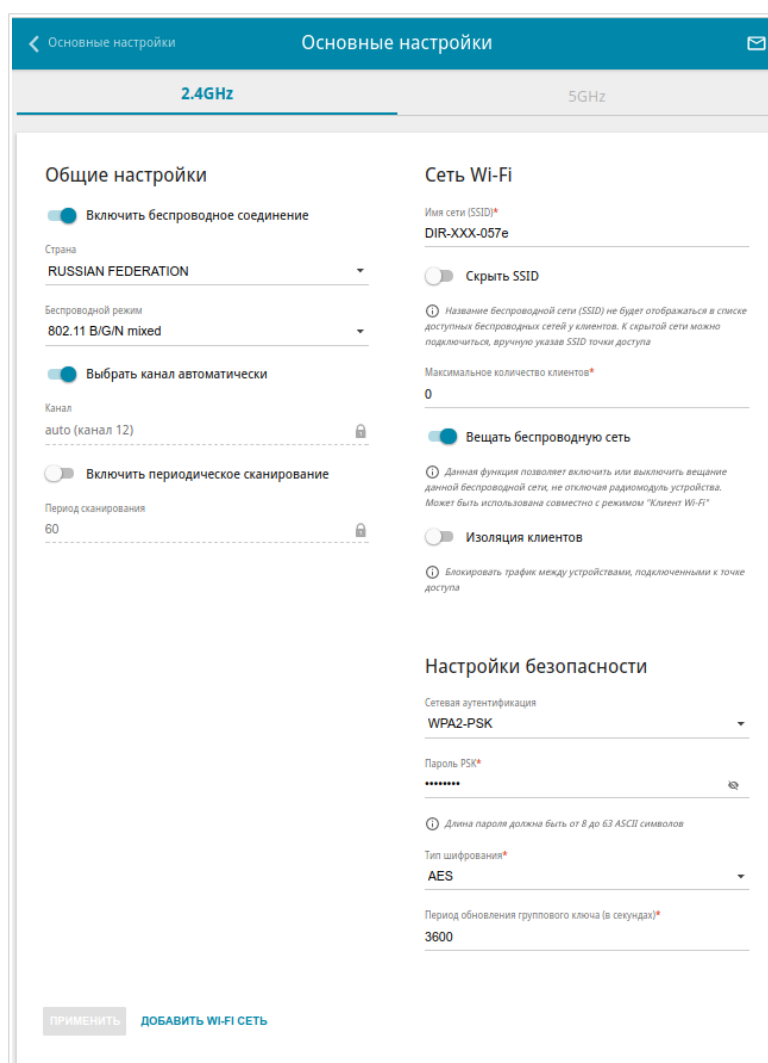 Основные настройки
Основные настройки
2.4GHz
5GHz
Общие настройки
Включить беспроводное соединение
Страна
RUSSIAN FEDERATION
Беспроводной режим
802.11 B/G/N mixed
Выбрать канал автоматически
Канал
auto (канал 12)
Включить периодическое сканирование
Период сканирования
60
Сеть Wi-Fi
Имя сети (SSID)*
DIR-XXX-057e
Скрыть SSID
Название беспроводной сети (SSID) не будет отображаться в списке
доступных беспроводных сетей у клиентов. К скрытой сети можно
подключиться, вручную указав SSID точки доступа
Максимальное количество клиентов*
0
Вещать беспроводную сеть
Данная функция позволяет включить или выключить вещание
данной беспроводной сети, не отключая радиомодуль устройства.
Может быть использована совместно с режимом "Клиент Wi-Fi"
Изоляция клиентов
Блокировать трафик между устройствами, подключенными к точке
доступа
Настройки безопасности
Сетевая аутентификация
WPA2-PSK
Пароль PSK*
••••••••
Длина пароля должна быть от 8 до 63 ASCII символов
Тип шифрования*
AES
Период обновления группового ключа (в секундах)*
3600
ПРИМЕНИТЬ
ДОБАВИТЬ WI-FI СЕТЬ